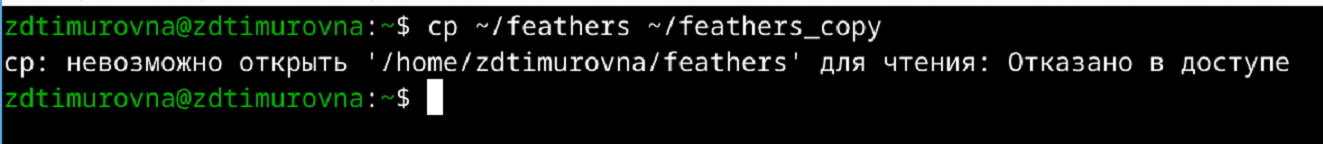 zdtimurovna@zdtimurovna:~$ cp ~/feathers ~/feathers_copy
cp: невозможно открыть '/home/zdtimurovna/feathers' для чтения: Отказано в доступе
zdtimurovna@zdtimurovna:~$